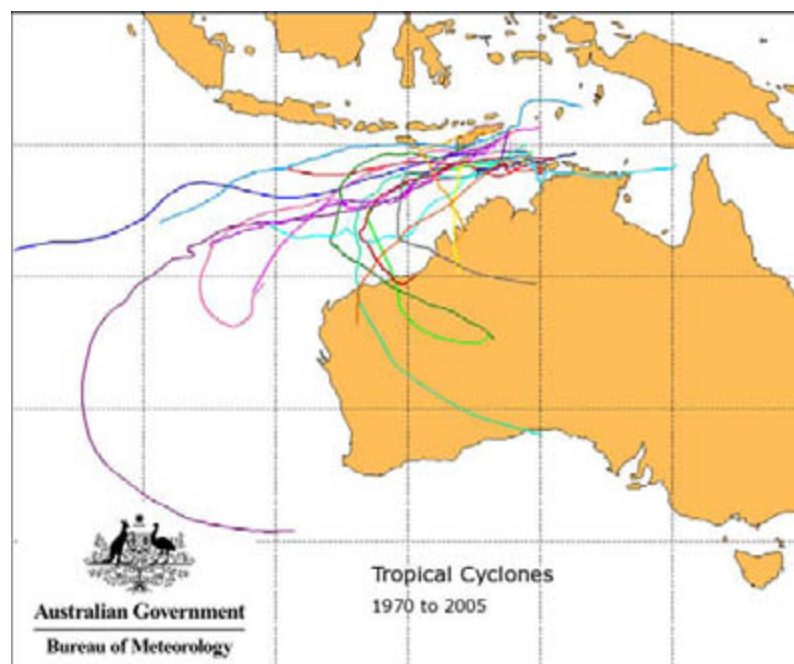 Tropical Cyclones
1970 to 2005
Australian Government
Bureau of Meteorology